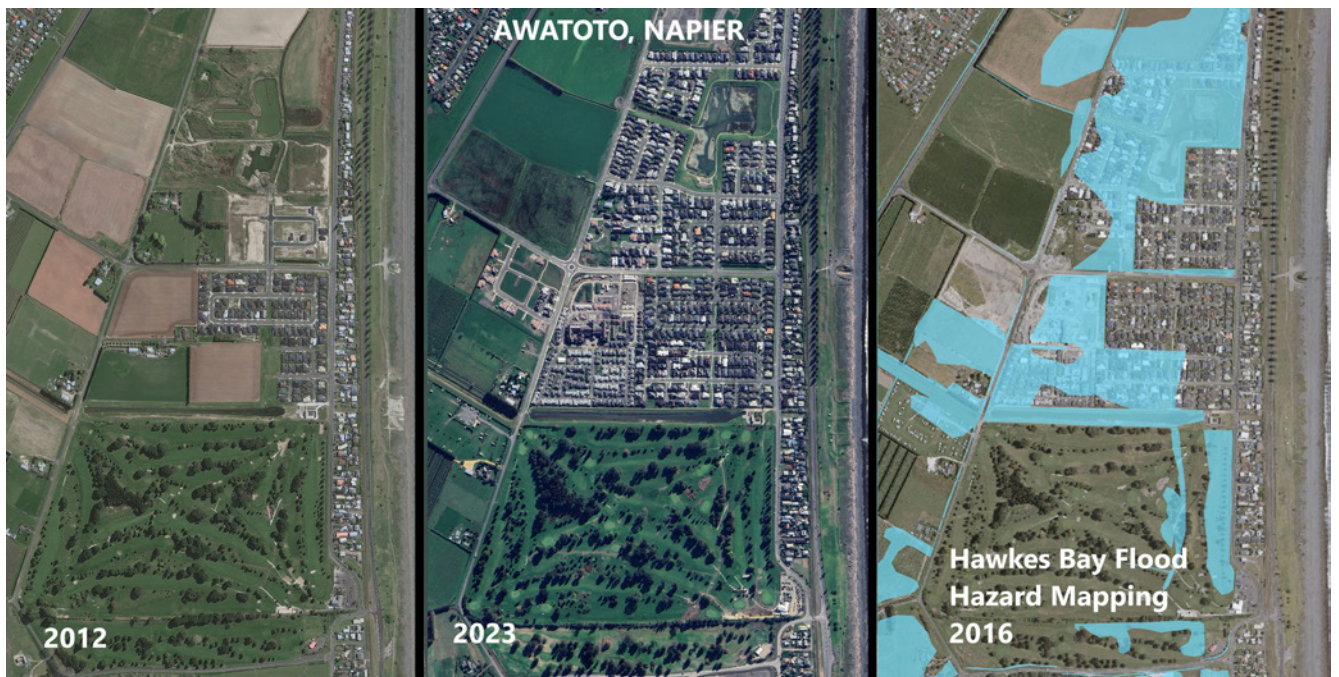 AWATOTO, NAPIER
2012
2023
Hawkes Bay Flood
Hazard Mapping
2016